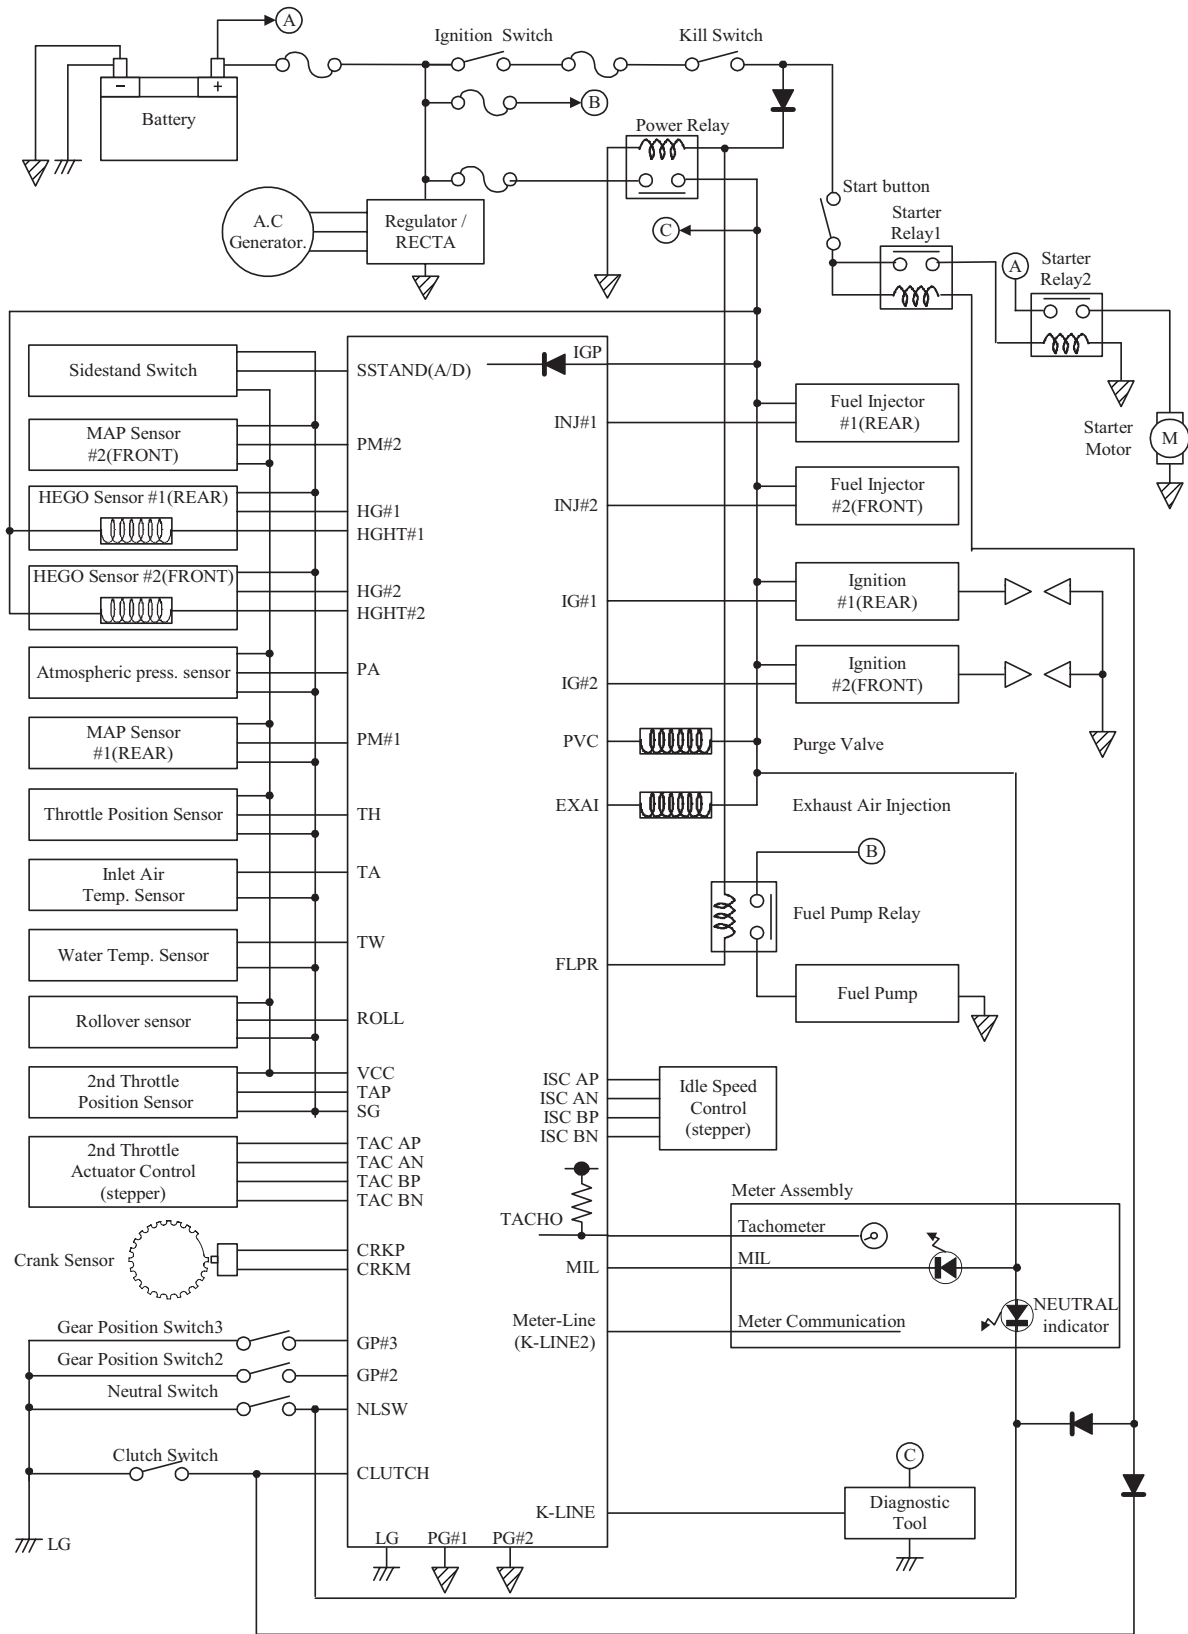 A
Ignition Switch
Kill Switch
−
+
Battery
B
Power Relay
A.C
Generator.
Regulator /
RECTA
C
Start button
Starter
Relay1
A
Starter
Relay2
Starter
Motor
M
Sidestand Switch
SSTAND(A/D)
IGP
MAP Sensor
#2(FRONT)
PM#2
INJ#1
Fuel Injector
#1(REAR)
HEGO Sensor #1(REAR)
HG#1
HGHT#1
INJ#2
Fuel Injector
#2(FRONT)
HEGO Sensor #2(FRONT)
HG#2
HGHT#2
IG#1
Ignition
#1(REAR)
Atmospheric press. sensor
PA
IG#2
Ignition
#2(FRONT)
MAP Sensor
#1(REAR)
PM#1
PVC
Purge Valve
Throttle Position Sensor
TH
EXAI
Exhaust Air Injection
Inlet Air
Temp. Sensor
TA
B
Fuel Pump Relay
Water Temp. Sensor
TW
FLPR
Fuel Pump
Rollover sensor
ROLL
2nd Throttle
Position Sensor
VCC
TAP
SG
ISC AP
ISC AN
ISC BP
ISC BN
Idle Speed
Control
(stepper)
2nd Throttle
Actuator Control
(stepper)
TAC AP
TAC AN
TAC BP
TAC BN
TACHO
Meter Assembly
Tachometer
Crank Sensor
CRKP
CRKM
MIL
MIL
NEUTRAL
indicator
Meter-Line
(K-LINE2)
Meter Communication
Gear Position Switch3
GP#3
Gear Position Switch2
GP#2
Neutral Switch
NLSW
Clutch Switch
CLUTCH
C
K-LINE
Diagnostic
Tool
LG
LG
PG#1
PG#2